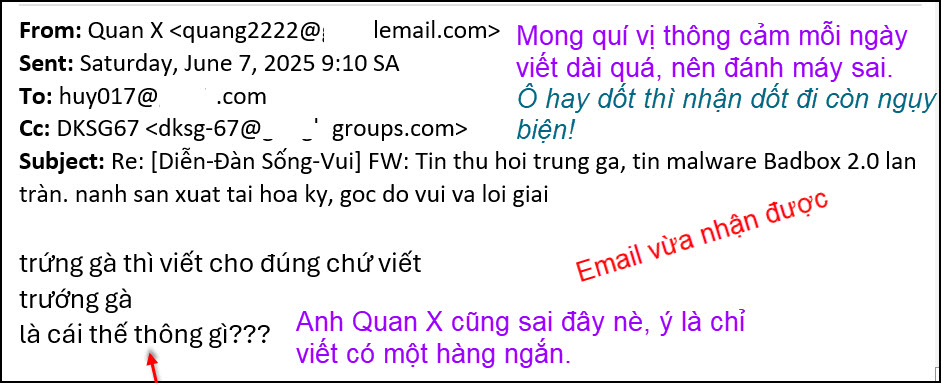 From: Quan X <quang2222@g lemail.com>
Sent: Saturday, June 7, 2025 9:10 SA
To: huy017@ .com
Cc: DKSG67 <dksg-67@ groups.com>
Subject: Re: [Diễn-Đàn Sống-Vui] FW: Tin thu hoi trung ga, tin malware Badbox 2.0 lan
tràn. nanh san xuat tai hoa ky, goc do vui va loi giai
Mong quí vị thông cảm mỗi ngày
viết dài quá, nên đánh máy sai.
Ô hay dốt thì nhận dốt đi còn ngụy
biện!
Email vừa nhận được
trứng gà thì viết cho đúng chứ viết
trướng gà
là cái thế thông gì???
Anh Quan X cũng sai đây nè, ý là chỉ
viết có một hàng ngắn.